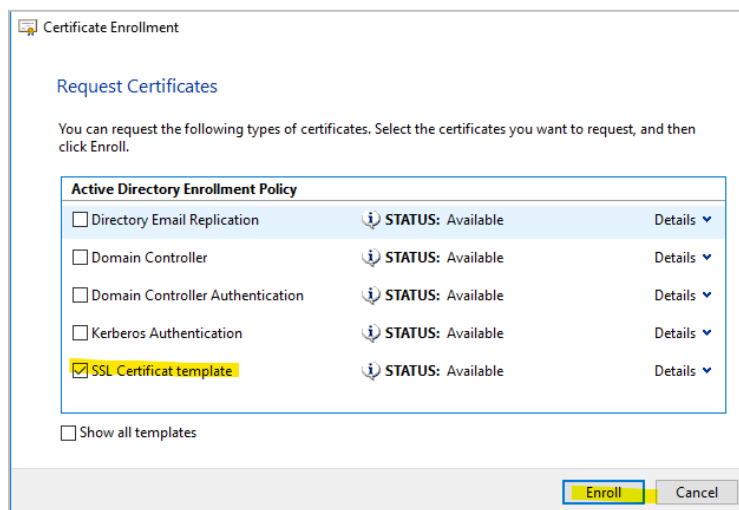 Certificate Enrollment
Request Certificates
You can request the following types of certificates. Select the certificates you want to request, and then
click Enroll.
Active Directory Enrollment Policy
Directory Email Replication STATUS: Available Details
Domain Controller STATUS: Available Details
Domain Controller Authentication STATUS: Available Details
Kerberos Authentication STATUS: Available Details
SSL Certificat template STATUS: Available Details
Show all templates
Enroll Cancel